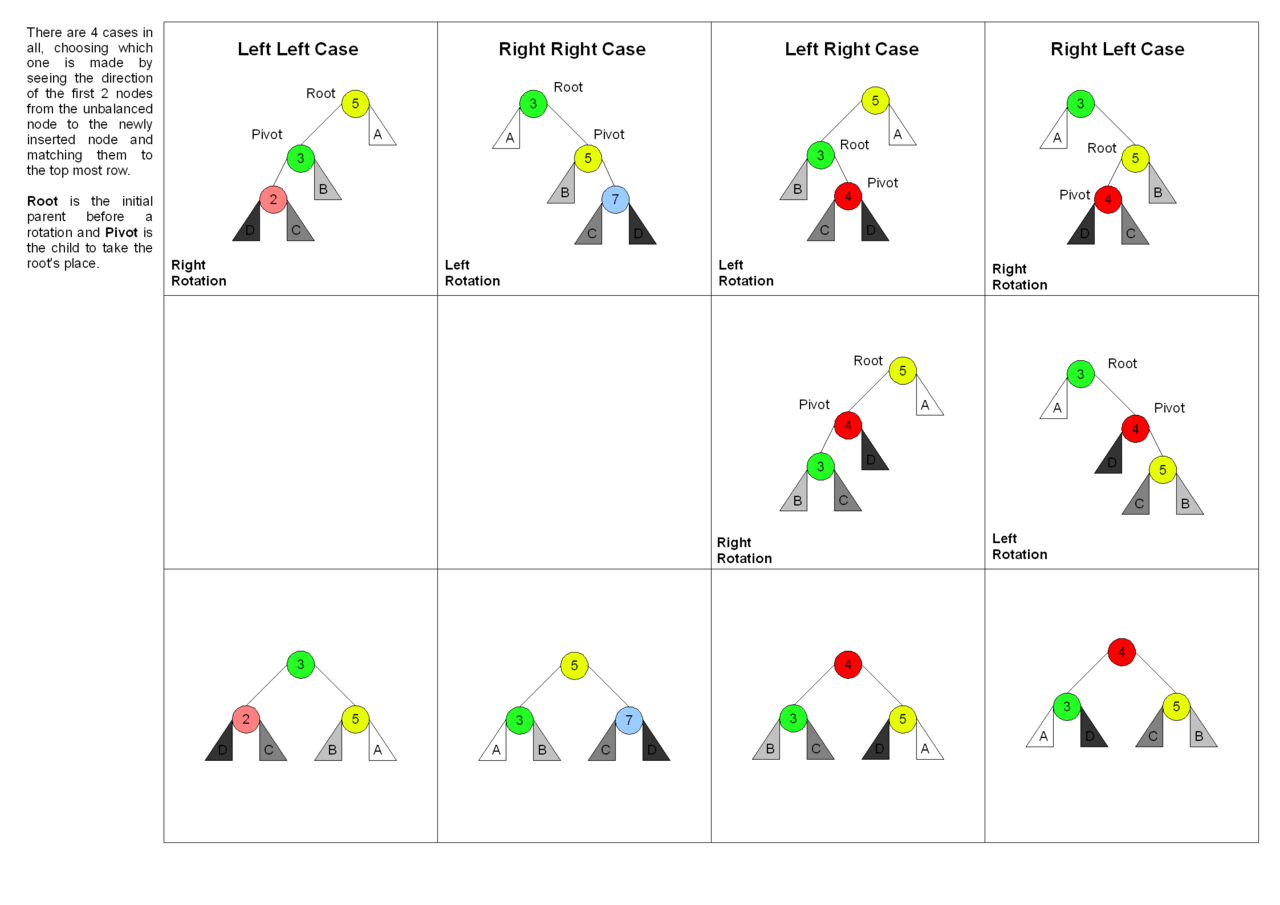 There are 4 cases in
all, choosing which
one is made by
seeing the direction
of the first 2 nodes
from the unbalanced
node to the newly
inserted node and
matching them to
the top most row.
Root is the initial
parent before a
rotation and Pivot is
the child to take the
root's place.
Left Left Case
Root
5
A
Pivot
3
B
2
D
C
Right
Rotation
Right Right Case
Root
3
A
Pivot
5
B
7
C
D
Left
Rotation
Left Right Case
5
A
3
Root
B
4
Pivot
C
D
Left
Rotation
Right Left Case
3
A
Root
5
B
Pivot
4
D
C
Right
Rotation
Root
5
A
Pivot
4
D
3
B
C
Right
Rotation
Root
3
A
Pivot
4
D
5
C
B
Left
Rotation
3
2
5
D
C
B
A
5
3
7
A
B
C
D
4
3
5
B
C
D
A
4
3
5
A
D
C
B